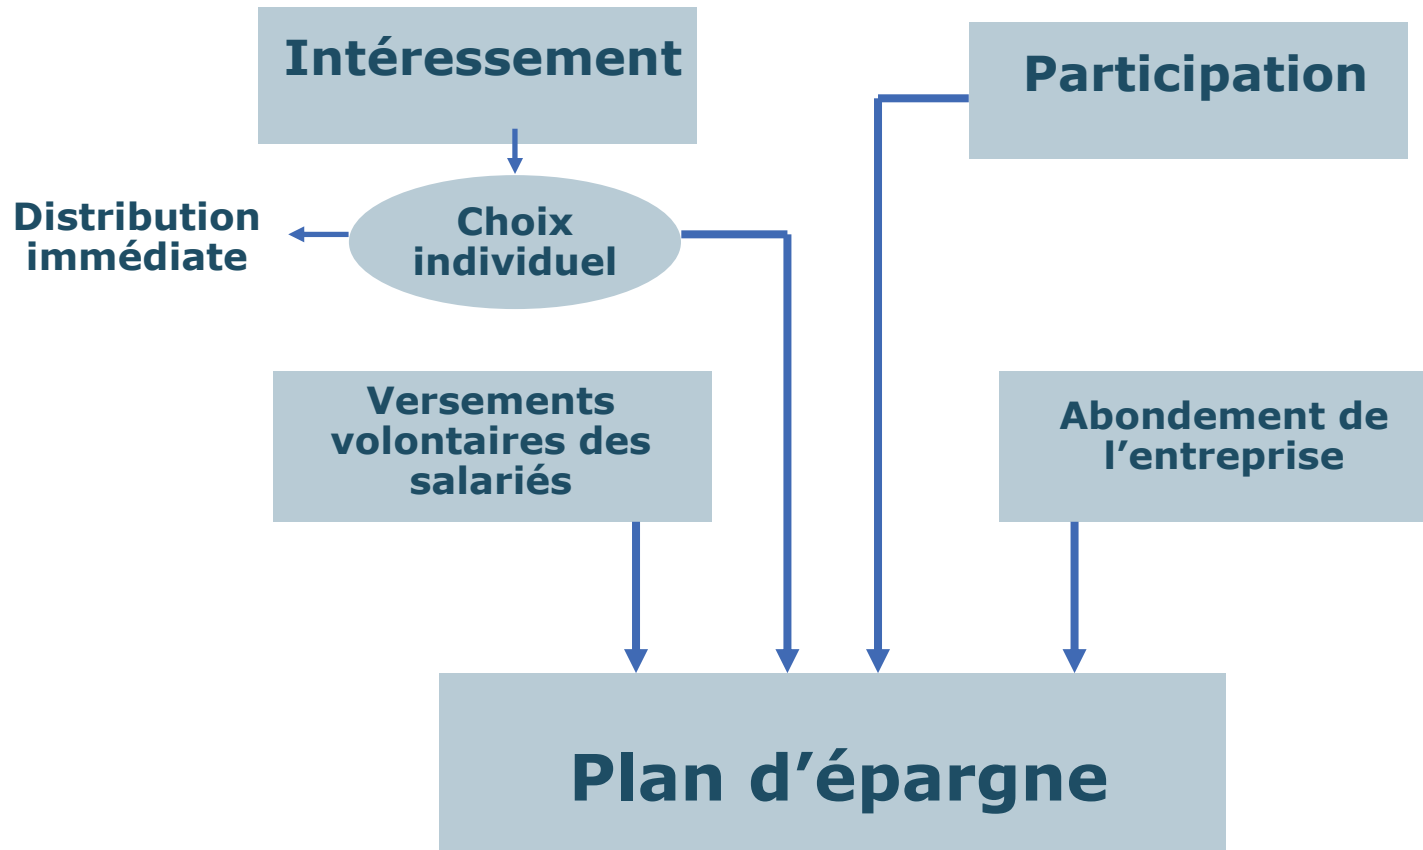 Intéressement
Participation
Distribution
immédiate
Choix
individuel
Versements
volontaires des
salariés
Abondement de
l’entreprise
Plan d’épargne